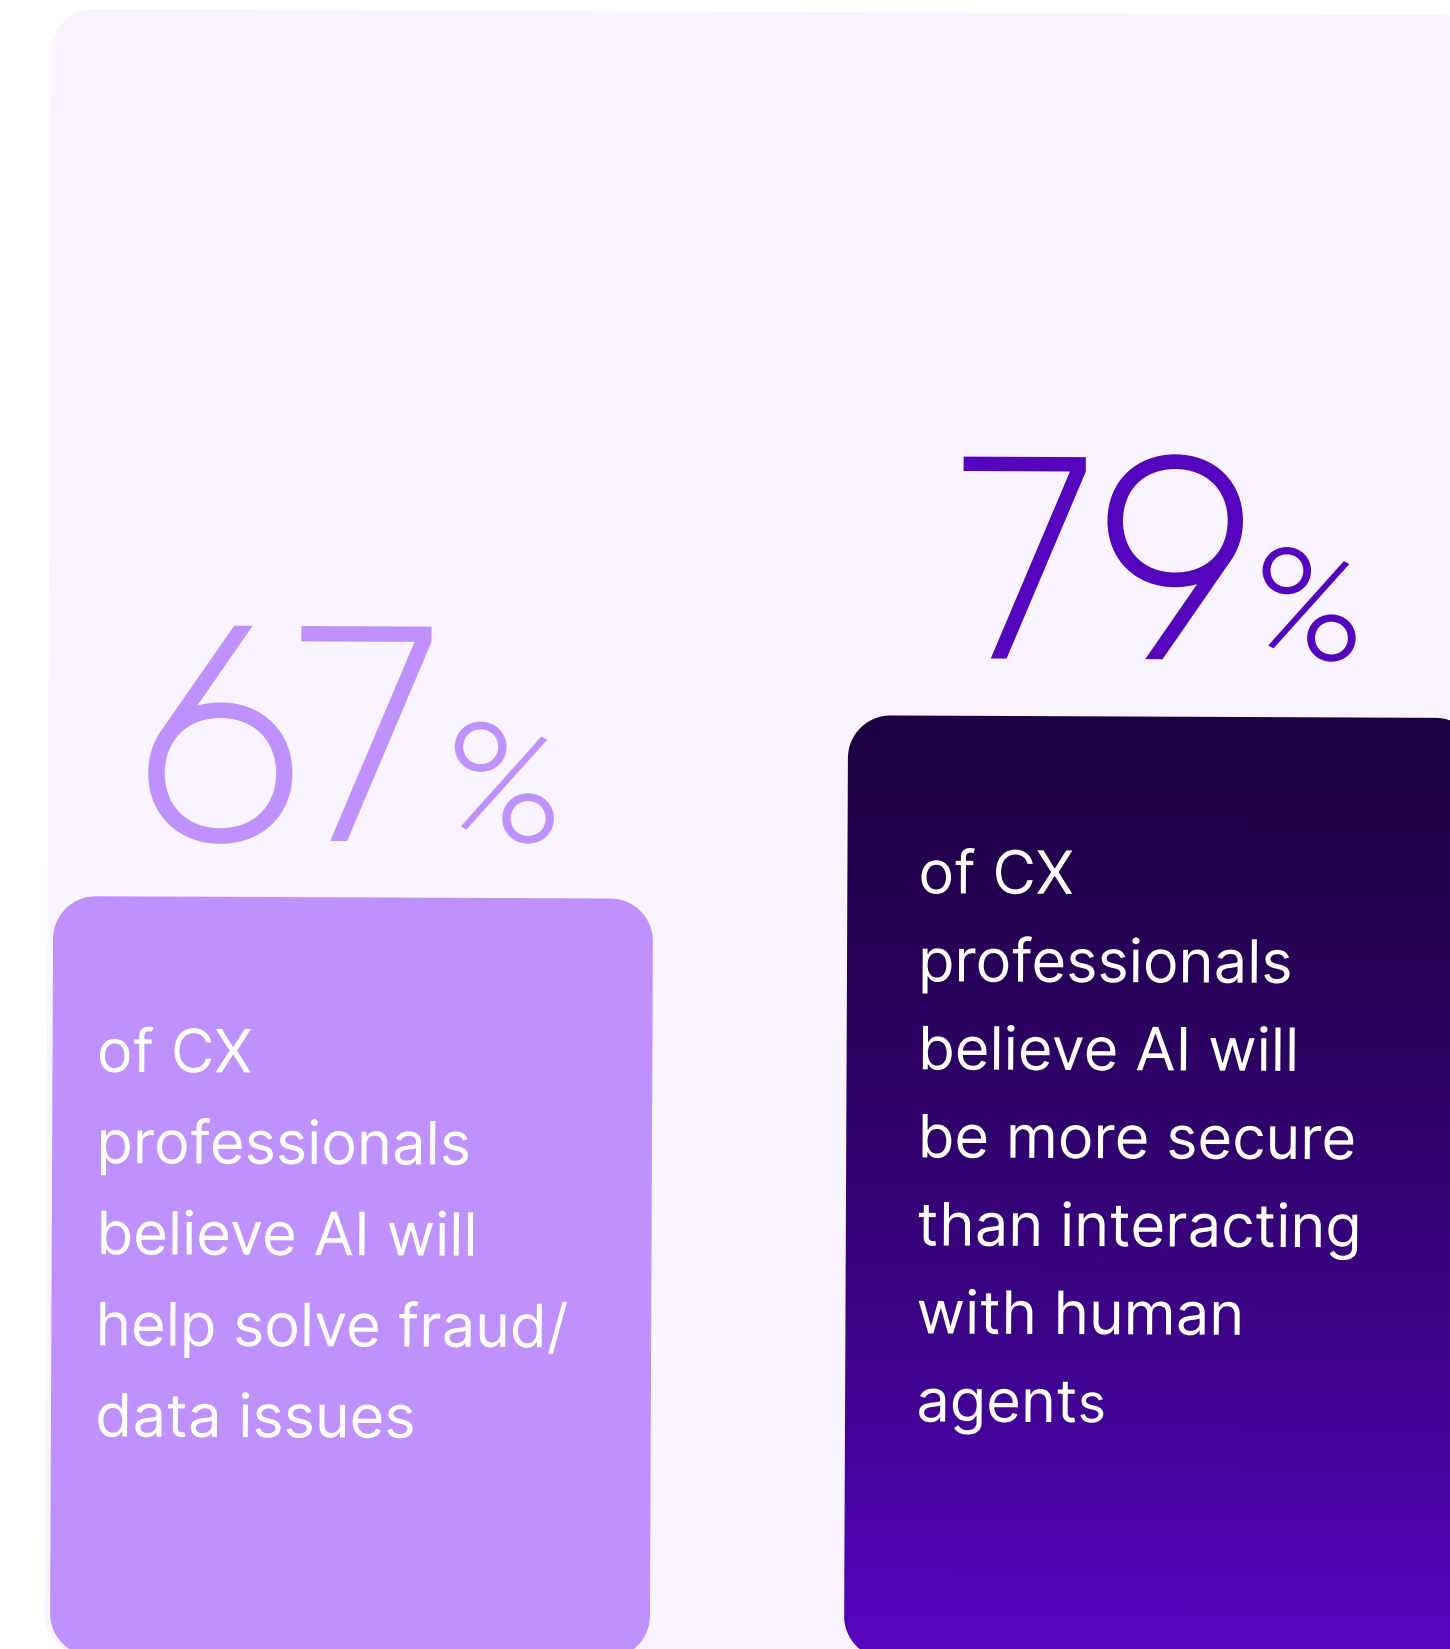 67%
of CX
professionals
believe AI will
help solve fraud/
data issues
79%
of CX
professionals
believe AI will
be more secure
than interacting
with human
agents